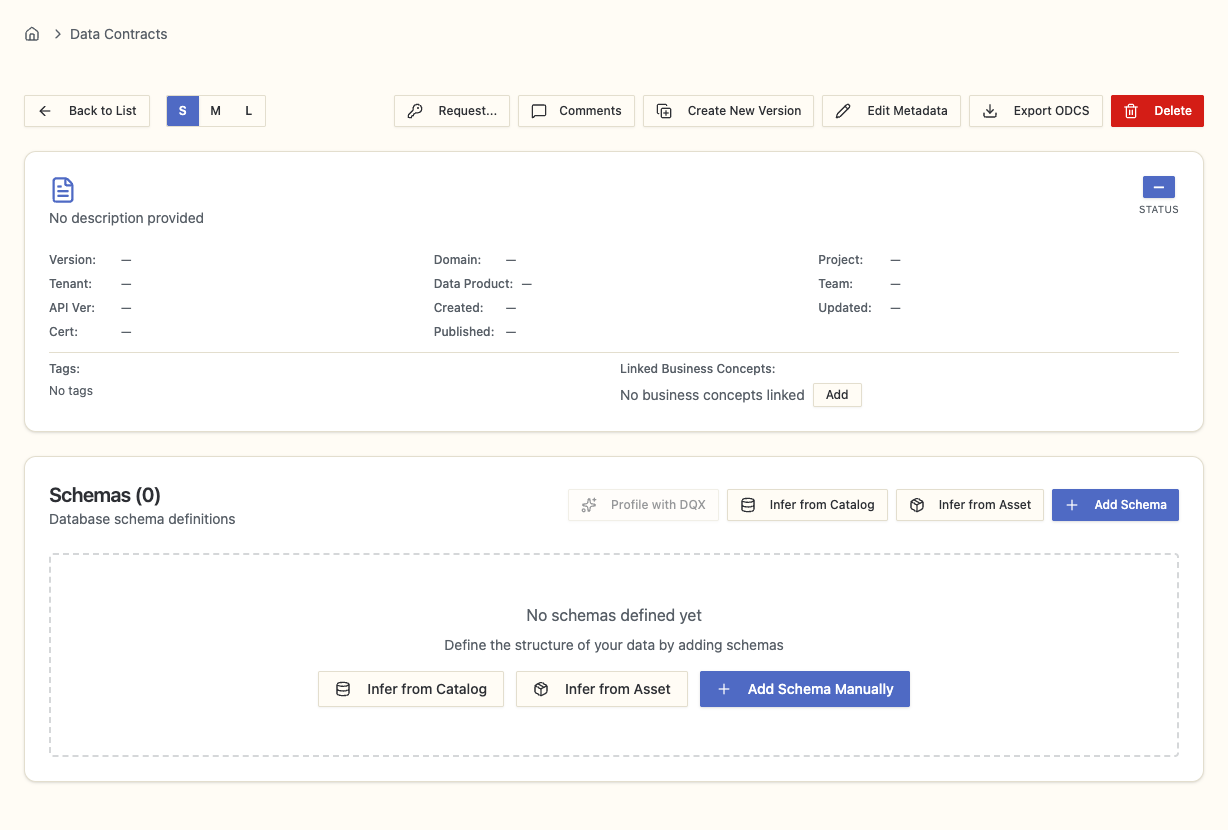 Data Contracts
Back to List S M L Request... Comments Create New Version Edit Metadata Export ODCS Delete
No description provided
—
STATUS
Version: — Domain: — Project: —
Tenant: — Data Product: — Team: —
API Ver: — Created: — Updated: —
Cert: — Published: —
Tags: Linked Business Concepts:
No tags No business concepts linked Add
Schemas (0)
Database schema definitions
Profile with DQX Infer from Catalog Infer from Asset Add Schema
No schemas defined yet
Define the structure of your data by adding schemas
Infer from Catalog Infer from Asset Add Schema Manually